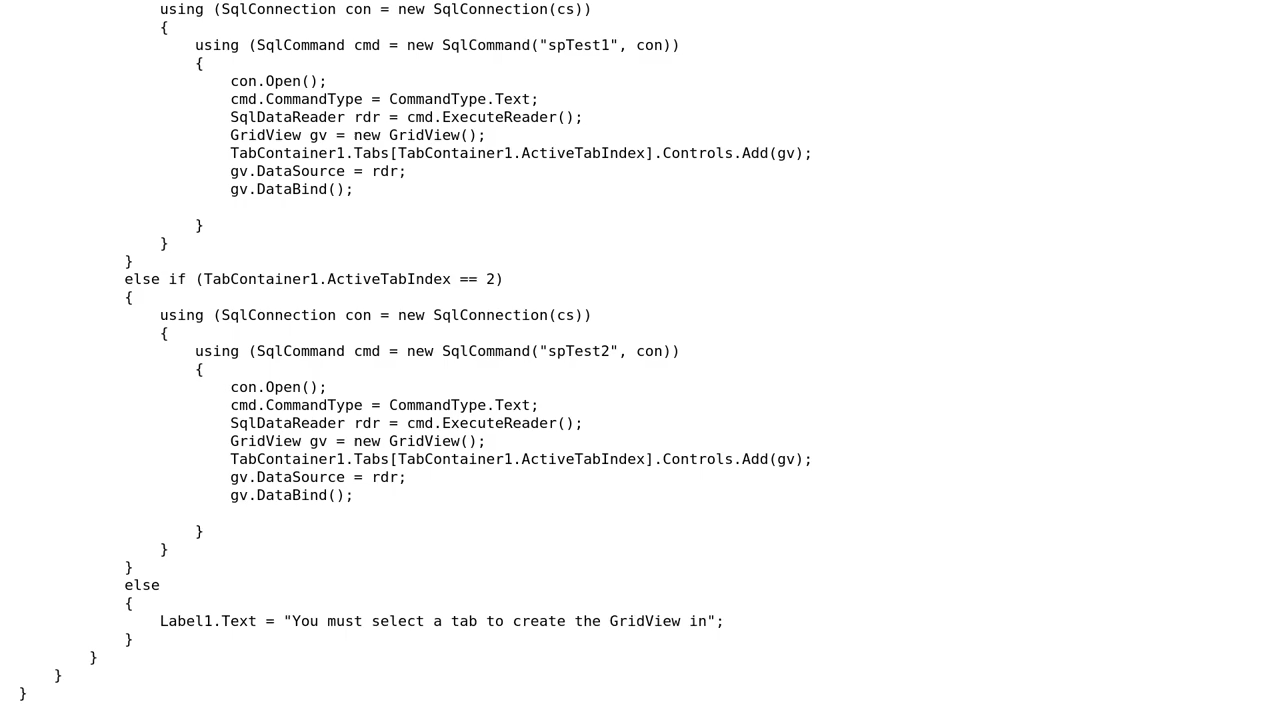 using (SqlConnection con = new SqlConnection(cs))
{
using (SqlCommand cmd = new SqlCommand("spTest1", con))
{
con.Open();
cmd.CommandType = CommandType.Text;
SqlDataReader rdr = cmd.ExecuteReader();
GridView gv = new GridView();
TabContainer1.Tabs[TabContainer1.ActiveTabIndex].Controls.Add(gv);
gv.DataSource = rdr;
gv.DataBind();
}
}
}
else if (TabContainer1.ActiveTabIndex == 2)
{
using (SqlConnection con = new SqlConnection(cs))
{
using (SqlCommand cmd = new SqlCommand("spTest2", con))
{
con.Open();
cmd.CommandType = CommandType.Text;
SqlDataReader rdr = cmd.ExecuteReader();
GridView gv = new GridView();
TabContainer1.Tabs[TabContainer1.ActiveTabIndex].Controls.Add(gv);
gv.DataSource = rdr;
gv.DataBind();
}
}
}
else
{
Label1.Text = "You must select a tab to create the GridView in";
}
}
}
}